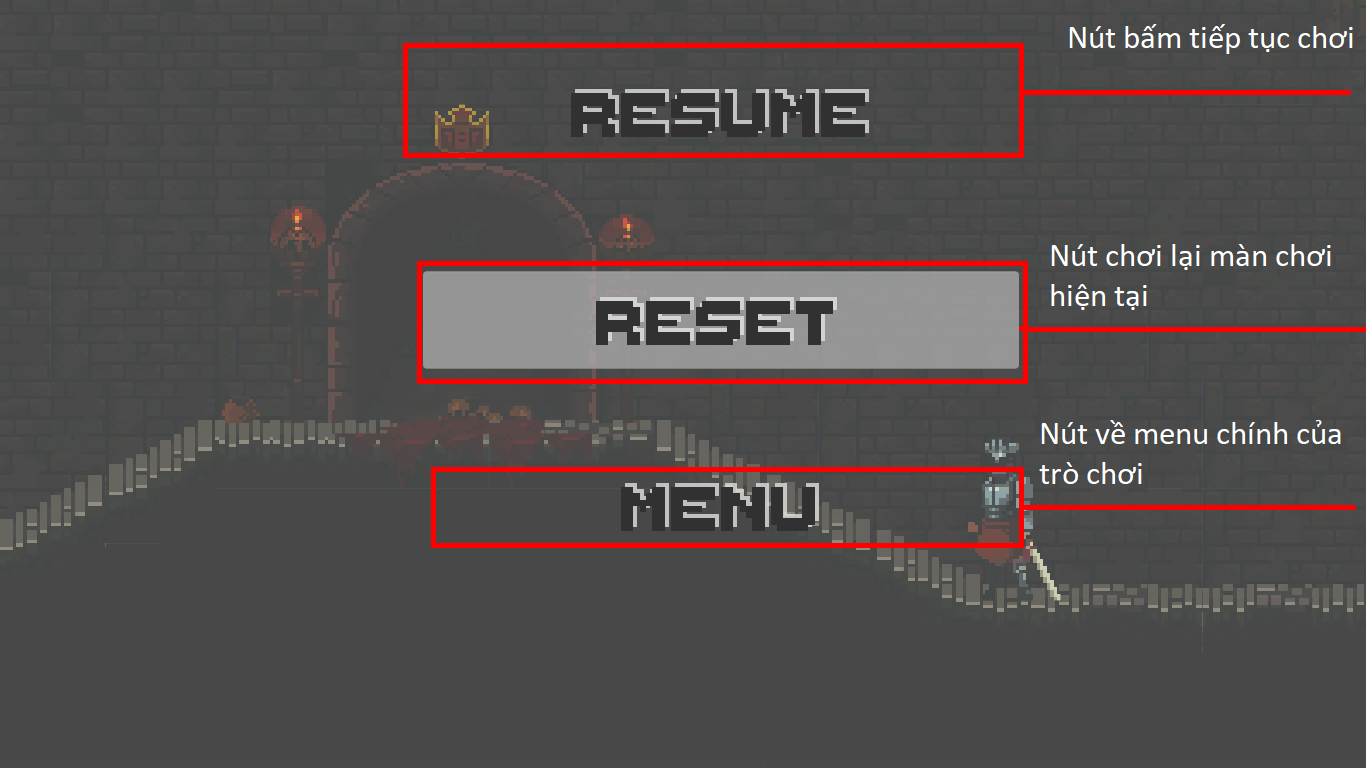 Nút bấm tiếp tục chơi
RESUME
Nút chơi lại màn chơi
hiện tại
RESET
Nút về menu chính của
trò chơi
MENU